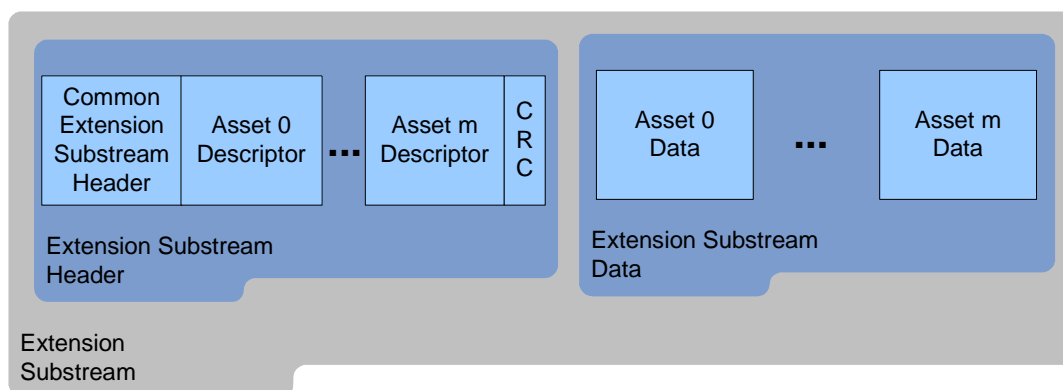 Common
Extension
Substream
Header
Asset 0
Descriptor
...
Asset m
Descriptor
C
R
C
Extension Substream
Header
Asset 0
Data
...
Asset m
Data
Extension Substream
Data
Extension
Substream